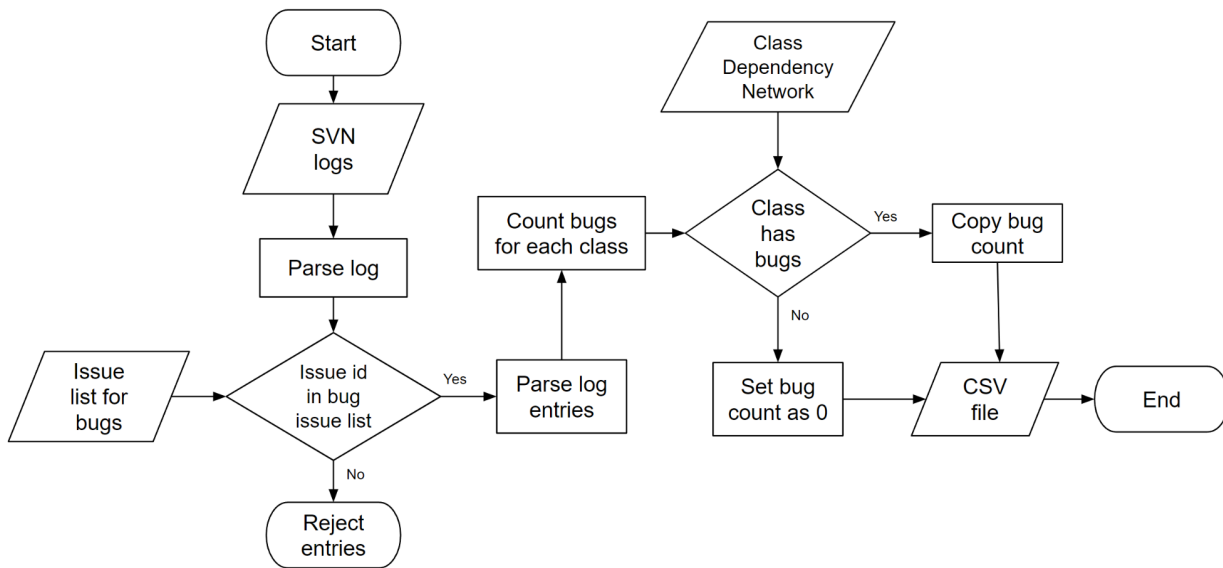 Start
SVN
logs
Parse log
Issue
list for
bugs
Issue id
in bug
issue list
Yes
No
Reject
entries
Parse log
entries
Count bugs
for each class
Class
Dependency
Network
Class
has
bugs
Yes
No
Copy bug
count
Set bug
count as 0
CSV
file
End